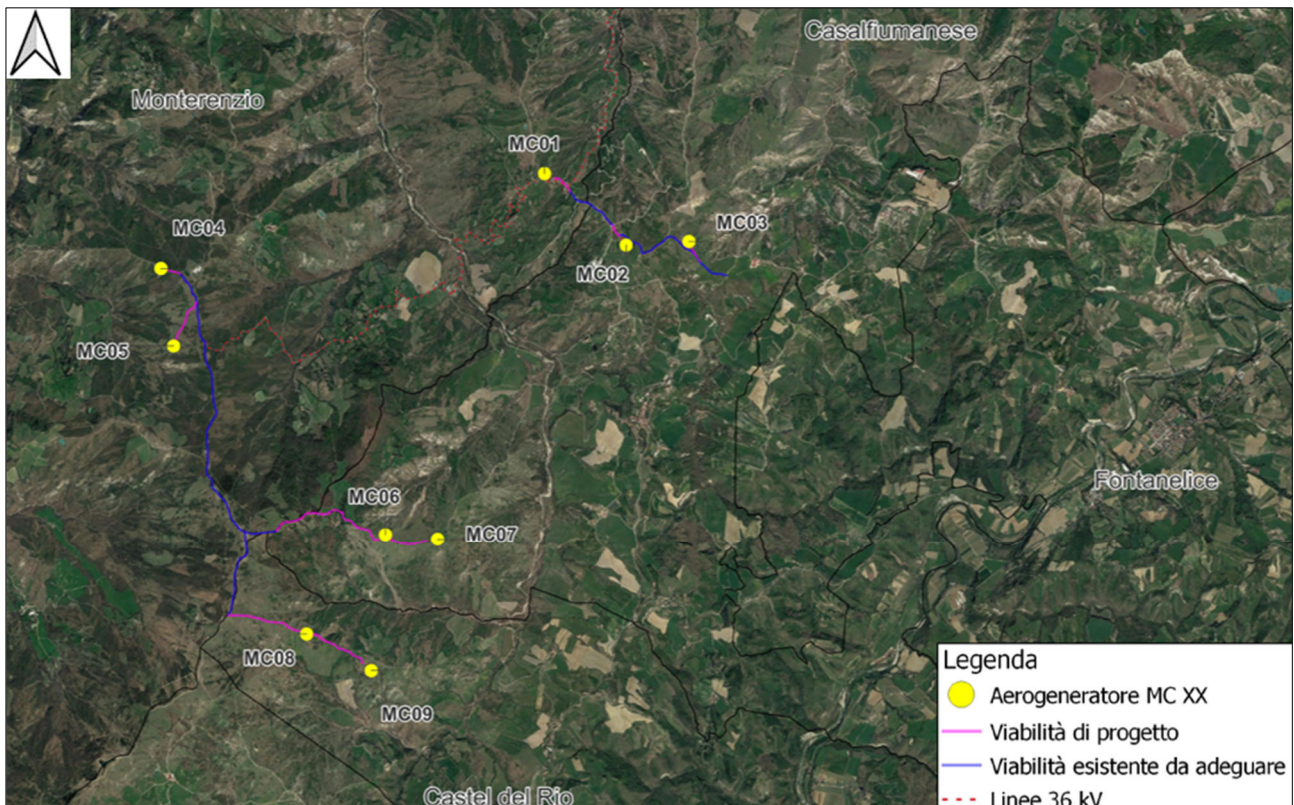 Casalfiumanese
Monterenzio
MC01
MC04
MC03
MC02
MC05
Fontanelice
MC06
MC07
MC08
MC09
Castel del Rio
Legenda
Aerogeneratore MC XX
Viabilità di progetto
Viabilità esistente da adeguare
Linee 36 kV